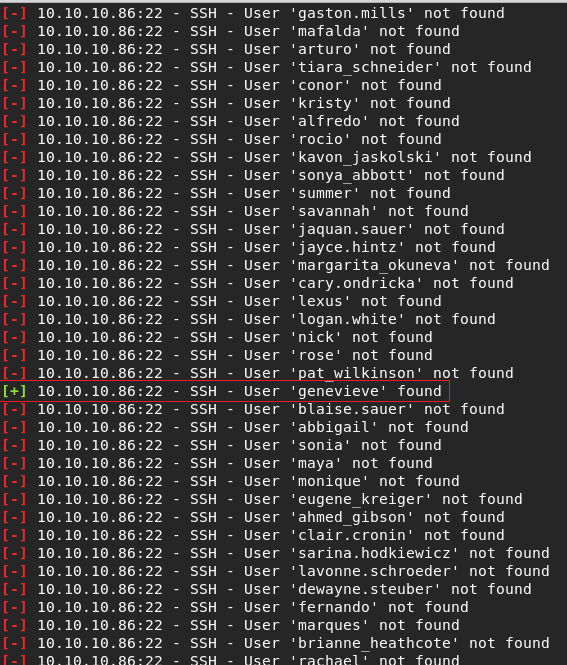 [-] 10.10.10.86:22 - SSH - User 'gaston.mills' not found
[-] 10.10.10.86:22 - SSH - User 'mafalda' not found
[-] 10.10.10.86:22 - SSH - User 'arturo' not found
[-] 10.10.10.86:22 - SSH - User 'tiara_schneider' not found
[-] 10.10.10.86:22 - SSH - User 'conor' not found
[-] 10.10.10.86:22 - SSH - User 'kristy' not found
[-] 10.10.10.86:22 - SSH - User 'alfredo' not found
[-] 10.10.10.86:22 - SSH - User 'rocio' not found
[-] 10.10.10.86:22 - SSH - User 'kavon_jaskolski' not found
[-] 10.10.10.86:22 - SSH - User 'sonya_abbott' not found
[-] 10.10.10.86:22 - SSH - User 'summer' not found
[-] 10.10.10.86:22 - SSH - User 'savannah' not found
[-] 10.10.10.86:22 - SSH - User 'jaquan.sauer' not found
[-] 10.10.10.86:22 - SSH - User 'jayce.hintz' not found
[-] 10.10.10.86:22 - SSH - User 'margarita_okuneva' not found
[-] 10.10.10.86:22 - SSH - User 'cary.ondricka' not found
[-] 10.10.10.86:22 - SSH - User 'lexus' not found
[-] 10.10.10.86:22 - SSH - User 'logan.white' not found
[-] 10.10.10.86:22 - SSH - User 'nick' not found
[-] 10.10.10.86:22 - SSH - User 'rose' not found
[-] 10.10.10.86:22 - SSH - User 'pat_wilkinson' not found
[+] 10.10.10.86:22 - SSH - User 'genevieve' found
[-] 10.10.10.86:22 - SSH - User 'blaise.sauer' not found
[-] 10.10.10.86:22 - SSH - User 'abbigail' not found
[-] 10.10.10.86:22 - SSH - User 'sonia' not found
[-] 10.10.10.86:22 - SSH - User 'maya' not found
[-] 10.10.10.86:22 - SSH - User 'monique' not found
[-] 10.10.10.86:22 - SSH - User 'eugene_kreiger' not found
[-] 10.10.10.86:22 - SSH - User 'ahmed_gibson' not found
[-] 10.10.10.86:22 - SSH - User 'clair.cronin' not found
[-] 10.10.10.86:22 - SSH - User 'sarina.hodkiewicz' not found
[-] 10.10.10.86:22 - SSH - User 'lavonne.schroeder' not found
[-] 10.10.10.86:22 - SSH - User 'dewayne.steuber' not found
[-] 10.10.10.86:22 - SSH - User 'fernando' not found
[-] 10.10.10.86:22 - SSH - User 'marques' not found
[-] 10.10.10.86:22 - SSH - User 'brianne_heathcote' not found
[-] 10.10.10.86:22 - SSH - User 'rachael' not found